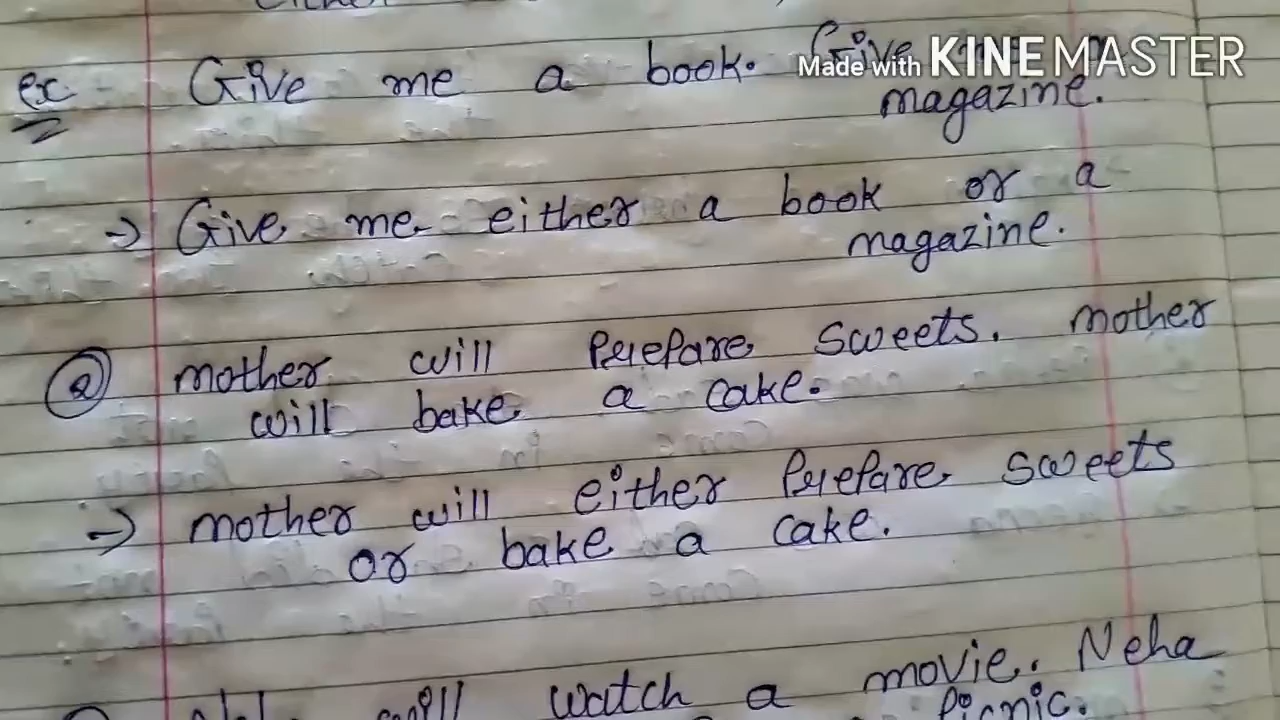 ex Give me a book. Give
Made with KINEMASTER
magazine.
→ Give me either a book or a
magazine.
② mother will Prepare sweets. mother
will bake a cake.
→ mother will either Prepare sweets
or bake a cake.
will watch a movie. Neha
Picnic.